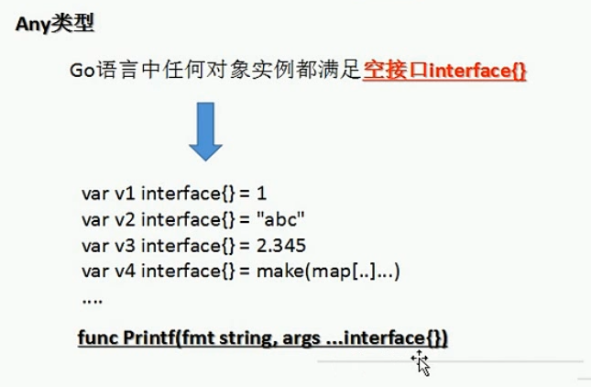 Any类型
Go语言中任何对象实例都满足空接口interface{}
var v1 interface{} = 1
var v2 interface{} = "abc"
var v3 interface{} = 2.345
var v4 interface{} = make(map[..]...)
....
func Printf(fmt string, args ...interface{})